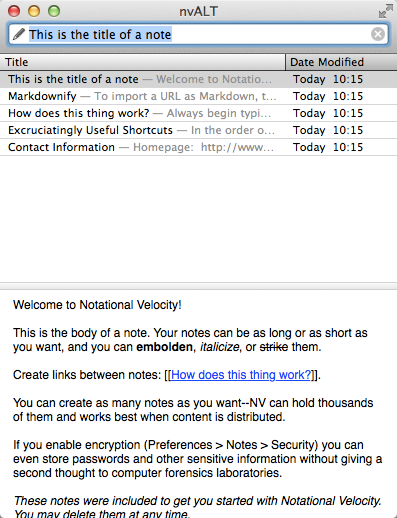 nvALT
This is the title of a note
Title Date Modified
This is the title of a note — Welcome to Notatio... Today 10:15
Markdownify — To import a URL as Markdown, t... Today 10:15
How does this thing work? — Always begin typi... Today 10:15
Excruciatingly Useful Shortcuts — In the order o... Today 10:15
Contact Information — Homepage: http://www... Today 10:15
Welcome to Notational Velocity!
This is the body of a note. Your notes can be as long or as short as
you want, and you can embolden, italicize, or strike them.
Create links between notes: [[How does this thing work?]].
You can create as many notes as you want--NV can hold thousands
of them and works best when content is distributed.
If you enable encryption (Preferences > Notes > Security) you can
even store passwords and other sensitive information without giving a
second thought to computer forensics laboratories.
These notes were included to get you started with Notational Velocity.
You may delete them at any time.